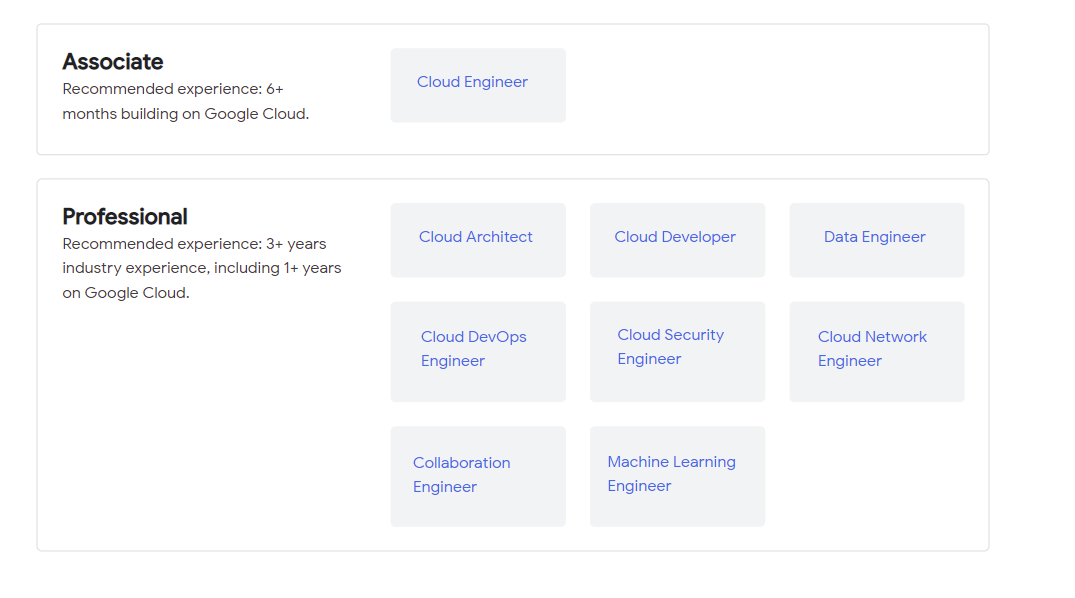 Associate
Recommended experience: 6+
months building on Google Cloud.
Cloud Engineer
Professional
Recommended experience: 3+ years
industry experience, including 1+ years
on Google Cloud.
Cloud Architect
Cloud Developer
Data Engineer
Cloud DevOps
Engineer
Cloud Security
Engineer
Cloud Network
Engineer
Collaboration
Engineer
Machine Learning
Engineer